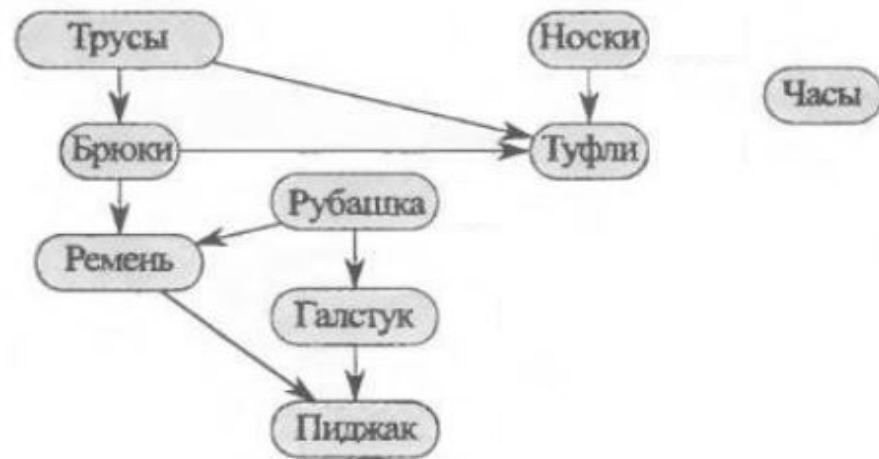 Трусы
Носки
Часы
Брюки
Туфли
Рубашка
Ремень
Галстук
Пиджак